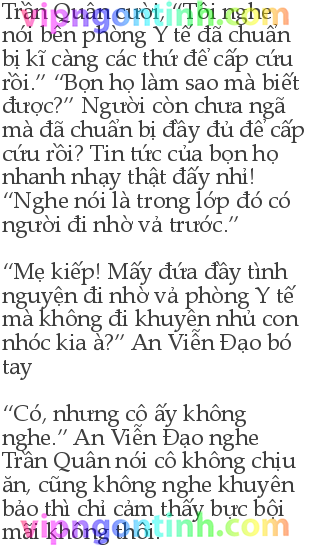 Trần Quân cười, “Tôi nghe
nói bên phòng Y tế đã chuẩn
bị kĩ càng các thứ để cấp cứu
rồi.” “Bọn họ làm sao mà biết
được?” Người còn chưa ngã
mà đã chuẩn bị đầy đủ để cấp
cứu rồi? Tin tức của bọn họ
nhanh nhạy thật đấy nhỉ!
“Nghe nói là trong lớp đó có
người đi nhờ vả trước.”
“Mẹ kiếp! Mấy đứa đầy tình
nguyện đi nhờ vả phòng Y tế
mà không đi khuyên nhủ con
nhóc kia à?” An Viễn Đạo bó
tay
“Có, nhưng cô ấy không
nghe.” An Viễn Đạo nghe
Trần Quân nói cô không chịu
ăn, cũng không nghe khuyên
bảo thì chỉ cảm thấy bực bội
mãi không thôi.
vipngontinh.com
vipngontinh.com